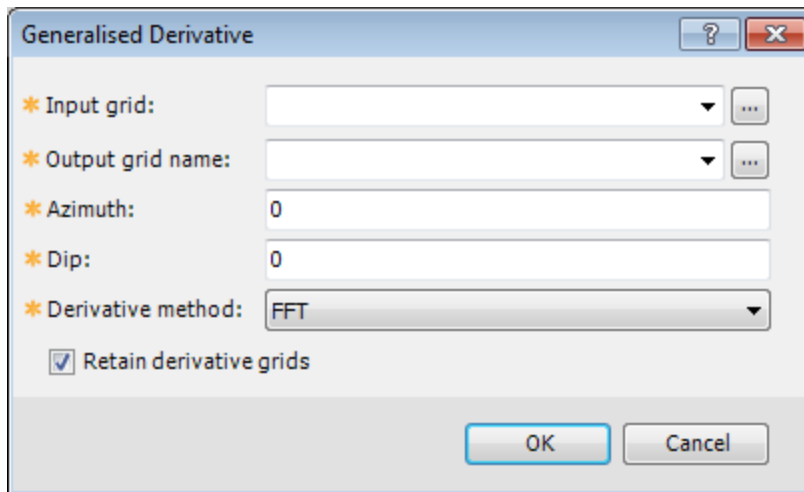 Generalised Derivative ?
* Input grid: ...
* Output grid name: ...
* Azimuth: 0
* Dip: 0
* Derivative method: FFT
Retain derivative grids
OK Cancel